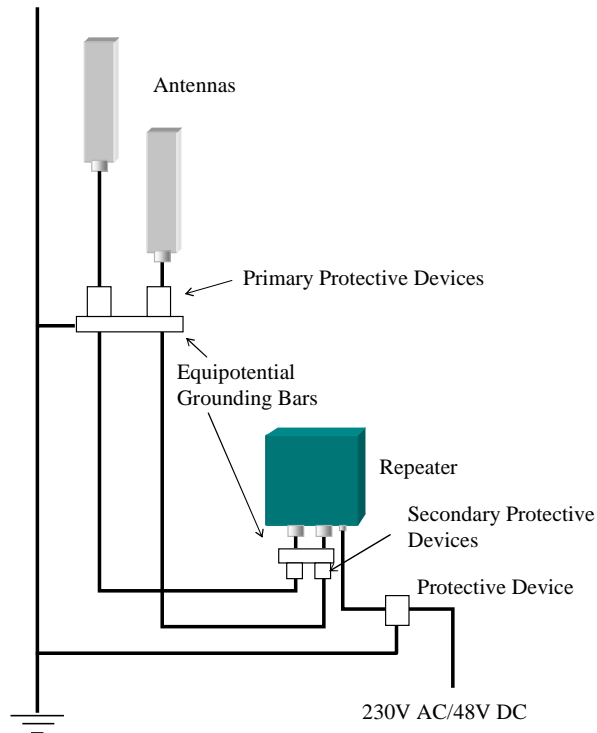 Antennas
Primary Protective Devices
Equipotential
Grounding Bars
Repeater
Secondary Protective
Devices
Protective Device
230V AC/48V DC